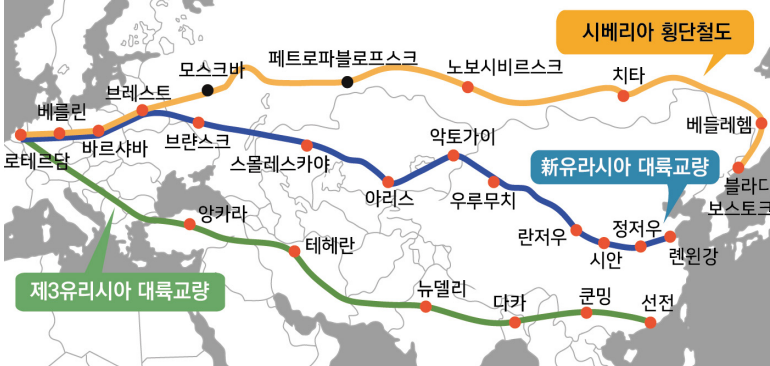 시베리아 횡단철도
페트로파블로프스크
모스크바
노보시비르스크
치타
브레스트
베를린
베들레헴
로테르담
바르샤바
브랸스크
스몰레스카야
악토가이
新유라시아 대륙교량
아리스
우루무치
블라디
보스토크
앙카라
란저우
정저우
시안
롄윈강
테헤란
제3유리시아 대륙교량
뉴델리
다카
쿤밍
선전